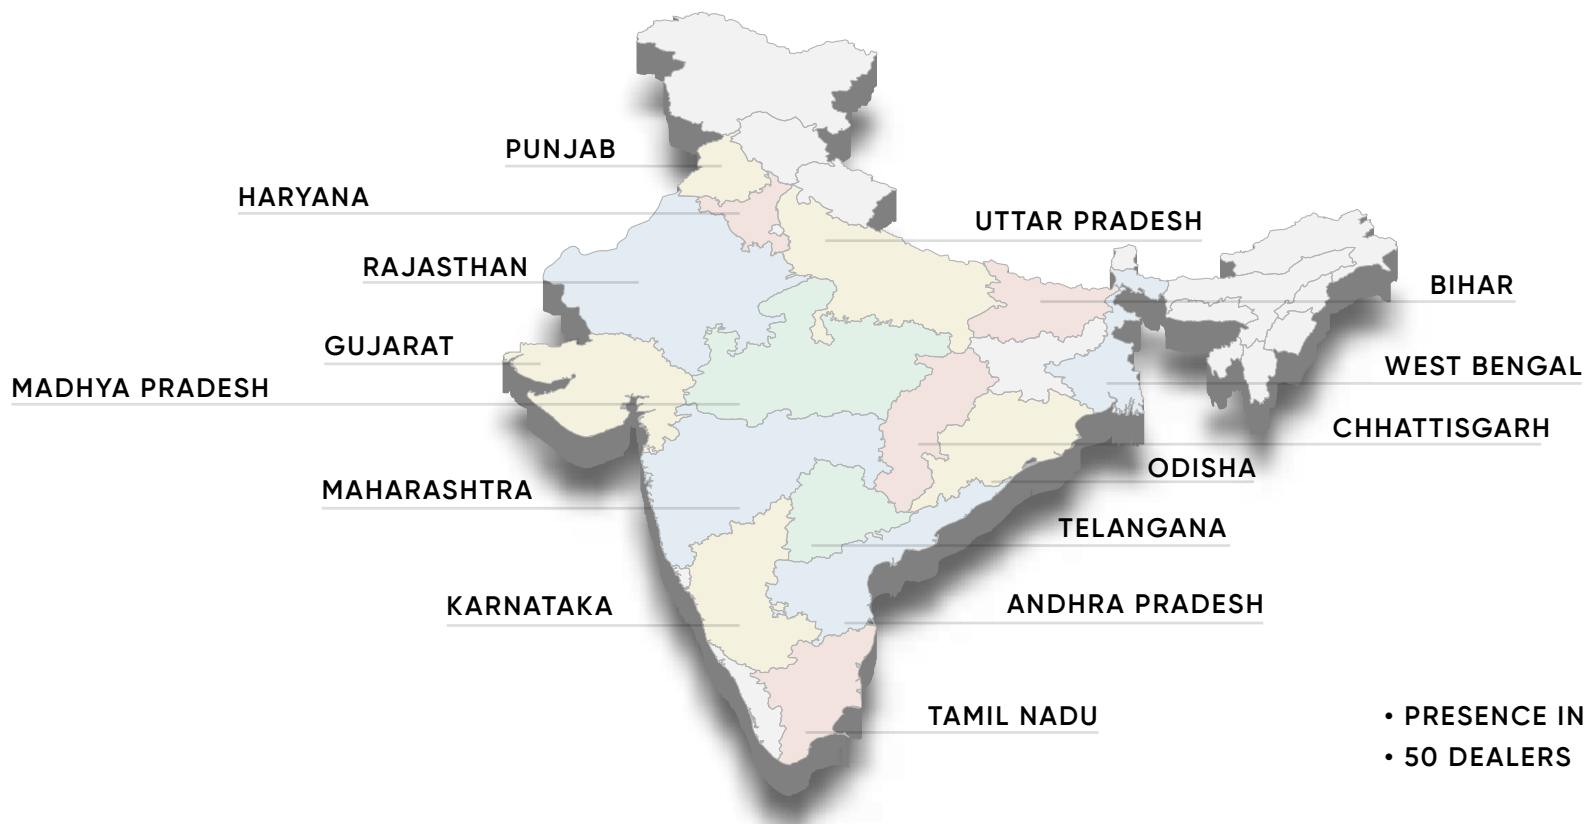 PUNJAB
HARYANA
UTTAR PRADESH
RAJASTHAN
BIHAR
GUJARAT
WEST BENGAL
MADHYA PRADESH
CHHATTISGARH
ODISHA
MAHARASHTRA
TELANGANA
KARNATAKA
ANDHRA PRADESH
TAMIL NADU
• PRESENCE IN
• 50 DEALERS